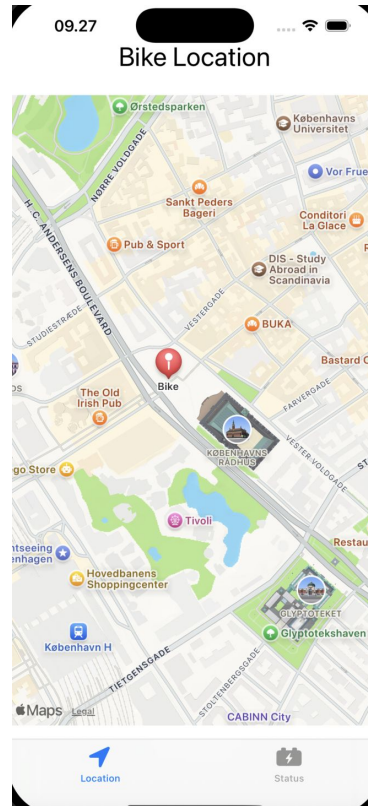 09.27
Bike Location
Ørstedsparken
Københavns
Universitet
NØRRE VOLDGADE
Vor Frue
Sankt Peders
Bageri
Conditori
La Glace
H. C. ANDERSENS BOULEVARD
Pub & Sport
DIS - Study
Abroad in
Scandinavia
STUDIESTRÆDE
VESTERGADE
BUKA
Bastard C
Bike
The Old
Irish Pub
FARVERGADE
KØBENHAVNS
RÅDHUS
VESTER VOLDGADE
go Store
Tivoli
Restau
ntseeing
enhagen
Hovedbanens
Shoppingcenter
GLYPTOTEKET
Glyptotekshaven
København H
TIETGENSGADE
STOLTENBERGSGADE
Maps Legal
CABINN City
Location
Status